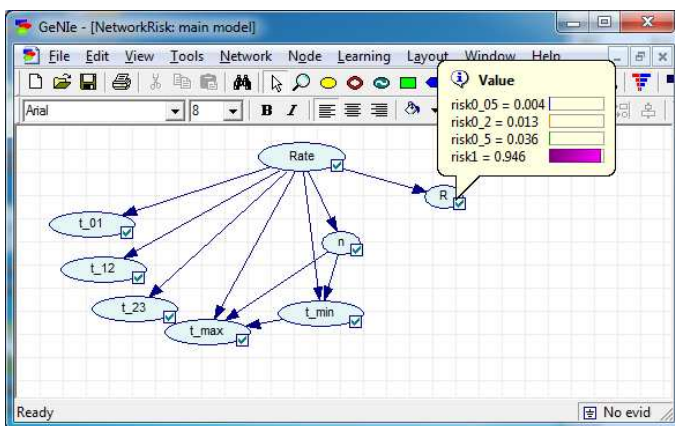 GeNIe - [NetworkRisk: main model]
File Edit View Tools Network Node Learning Layout Window Help
Arial 8 B I
Value
risk0_05 = 0.004
risk0_2 = 0.013
risk0_5 = 0.036
risk1 = 0.946
Rate
R
t_01
n
t_12
t_23
t_min
t_max
Ready No evid